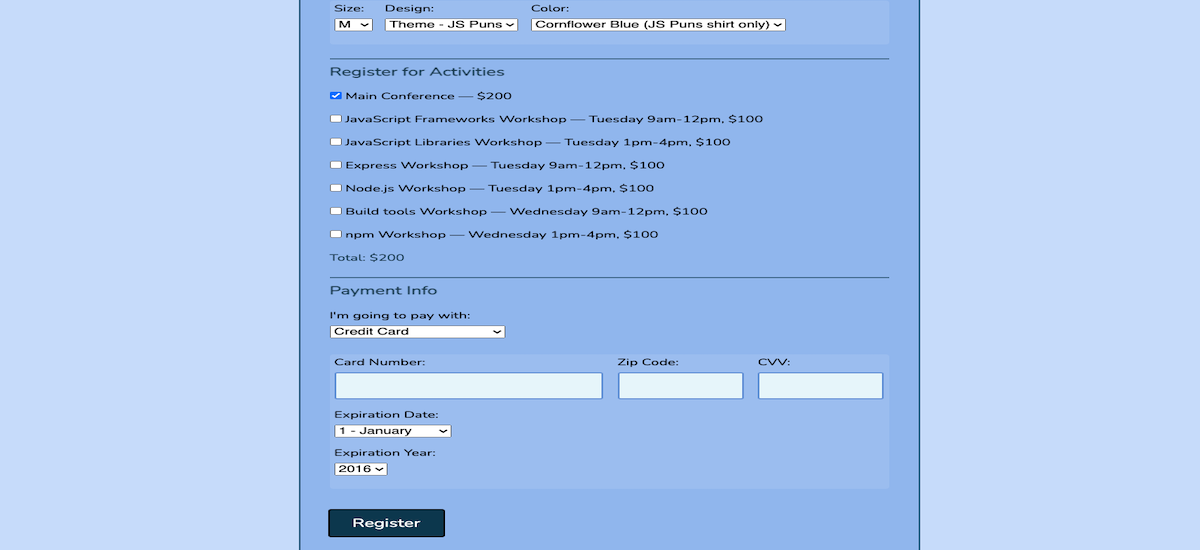 Size: Design: Color:
M Theme - JS Puns Cornflower Blue (JS Puns shirt only)
Register for Activities
Main Conference — $200
JavaScript Frameworks Workshop — Tuesday 9am-12pm, $100
JavaScript Libraries Workshop — Tuesday 1pm-4pm, $100
Express Workshop — Tuesday 9am-12pm, $100
Node.js Workshop — Tuesday 1pm-4pm, $100
Build tools Workshop — Wednesday 9am-12pm, $100
npm Workshop — Wednesday 1pm-4pm, $100
Total: $200
Payment Info
I'm going to pay with:
Credit Card
Card Number: Zip Code: CVV:
Expiration Date:
1 - January
Expiration Year:
2016
Register